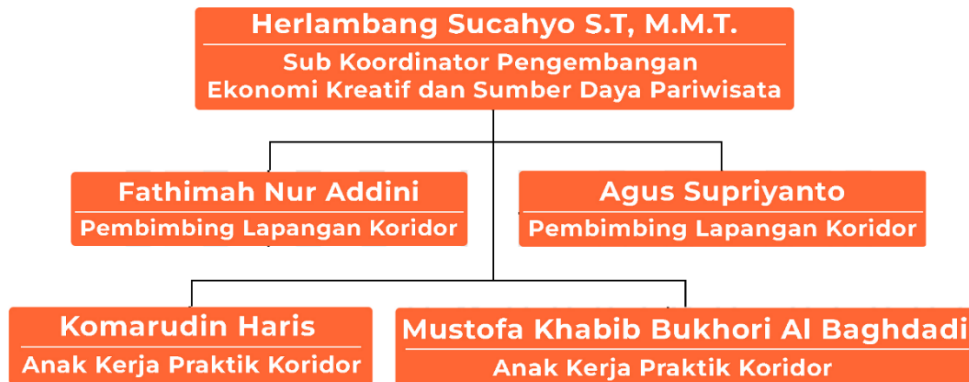 Herlambang Sucahyo S.T, M.M.T.
Sub Koordinator Pengembangan
Ekonomi Kreatif dan Sumber Daya Pariwisata
Fathimah Nur Addini
Pembimbing Lapangan Koridor
Agus Supriyanto
Pembimbing Lapangan Koridor
Komarudin Haris
Anak Kerja Praktik Koridor
Mustofa Khabib Bukhori Al Baghdadi
Anak Kerja Praktik Koridor